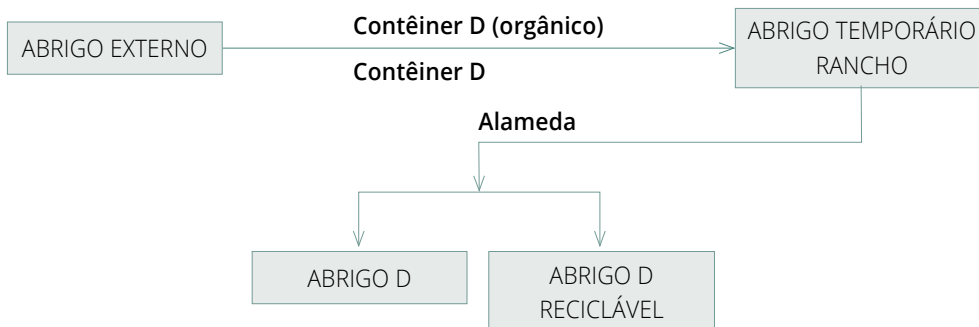 ABRIGO EXTERNO
Contêiner D (orgânico)
Contêiner D
ABRIGO TEMPORÁRIO
RANCHO
Alameda
ABRIGO D
ABRIGO D
RECICLÁVEL